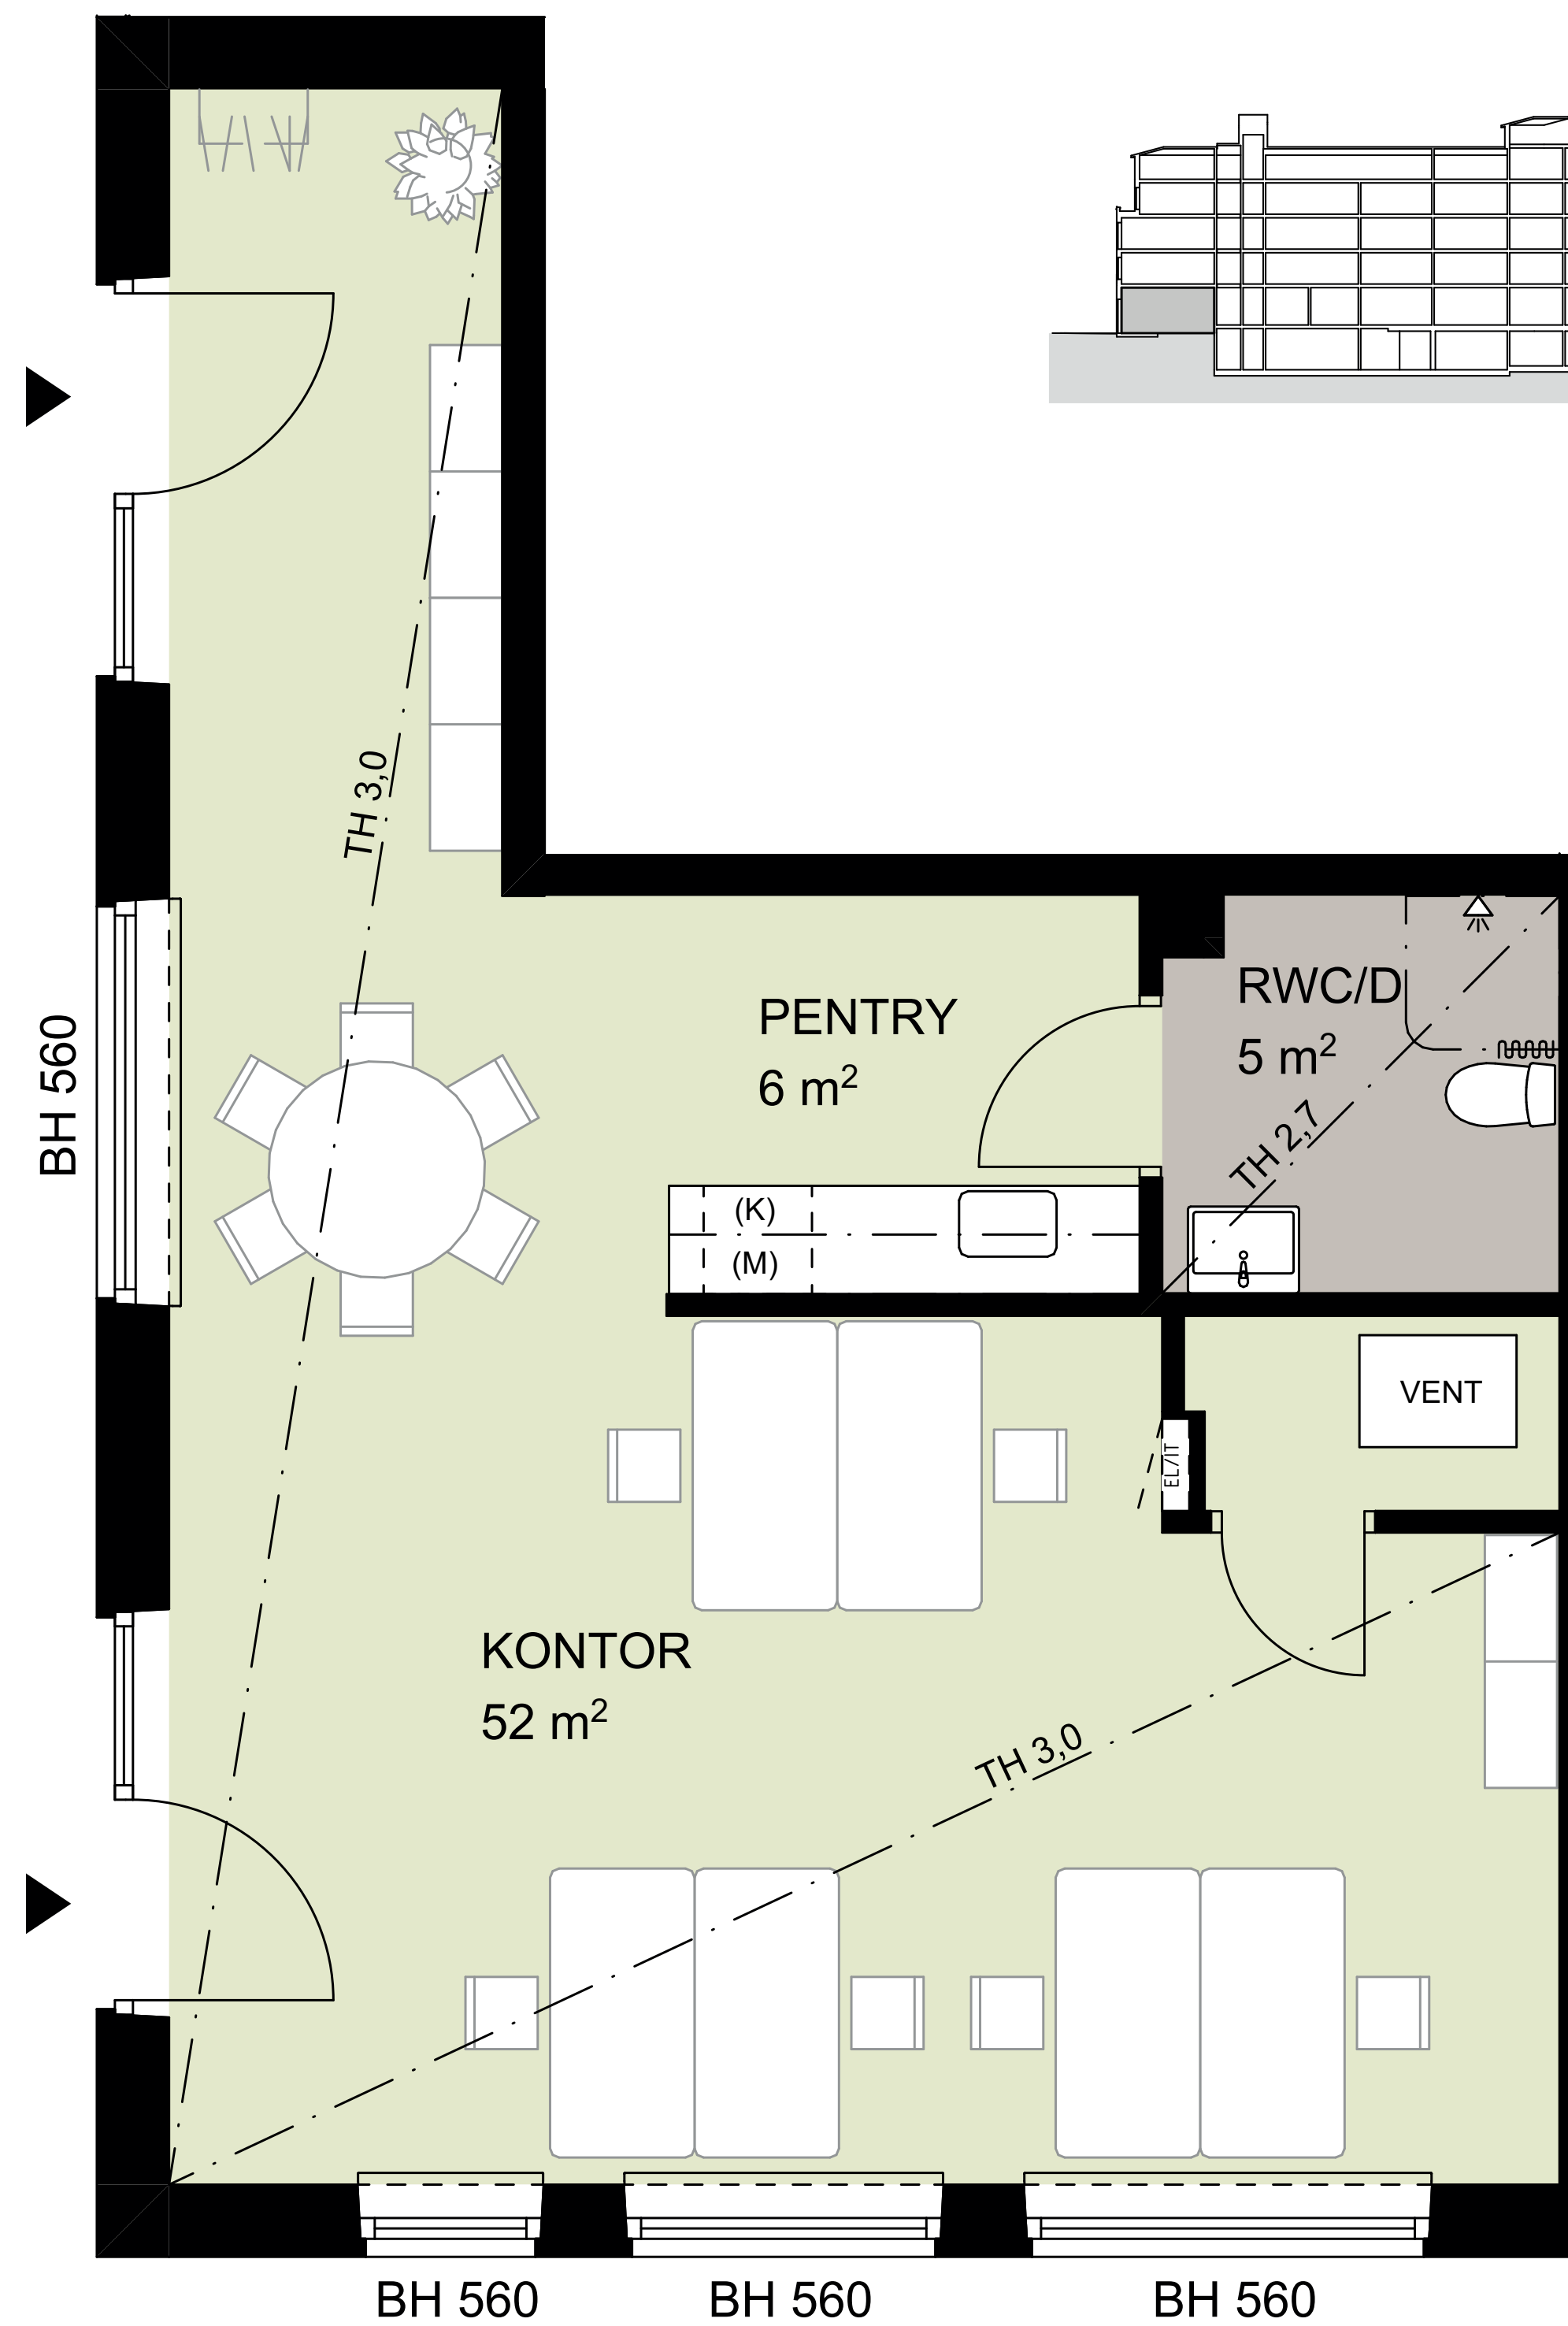 TH 3,0
BH 560
PENTRY
6 m²
RWC/D
5 m²
TH 2,7
(K)
(M)
VENT
EL/IT
KONTOR
52 m²
TH 3,0
BH 560
BH 560
BH 560